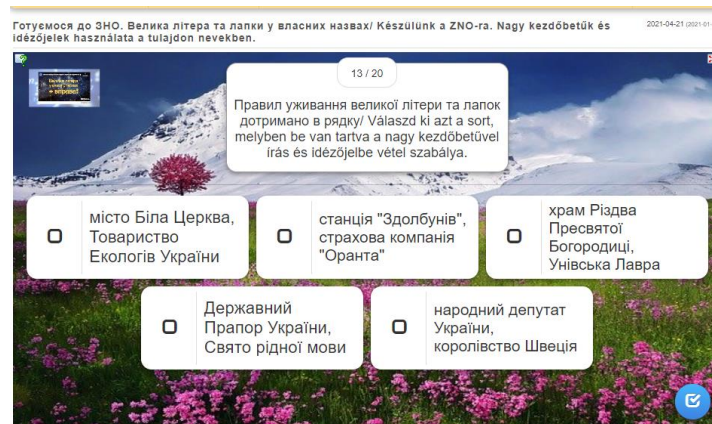 Готуємося до ЗНО. Велика літера та лапки у власних назвах/ Készülünk a ZNO-ra. Nagy kezdőbetűk és
idézőjelek használata a tulajdon nevekben.
2021-04-21
13 / 20
Правил уживання великої літери та лапок
дотримано в рядку/ Válaszd ki azt a sort,
melyben be van tartva a nagy kezdőbetűvel
írás és idézőjelbe vétel szabálya.
місто Біла Церква,
Товариство
Екологів України
станція "Здолбунів",
страхова компанія
"Оранта"
храм Різдва
Пресвятої
Богородиці,
Унівська Лавра
Державний
Прапор України,
Свято рідної мови
народний депутат
України,
королівство Швеція